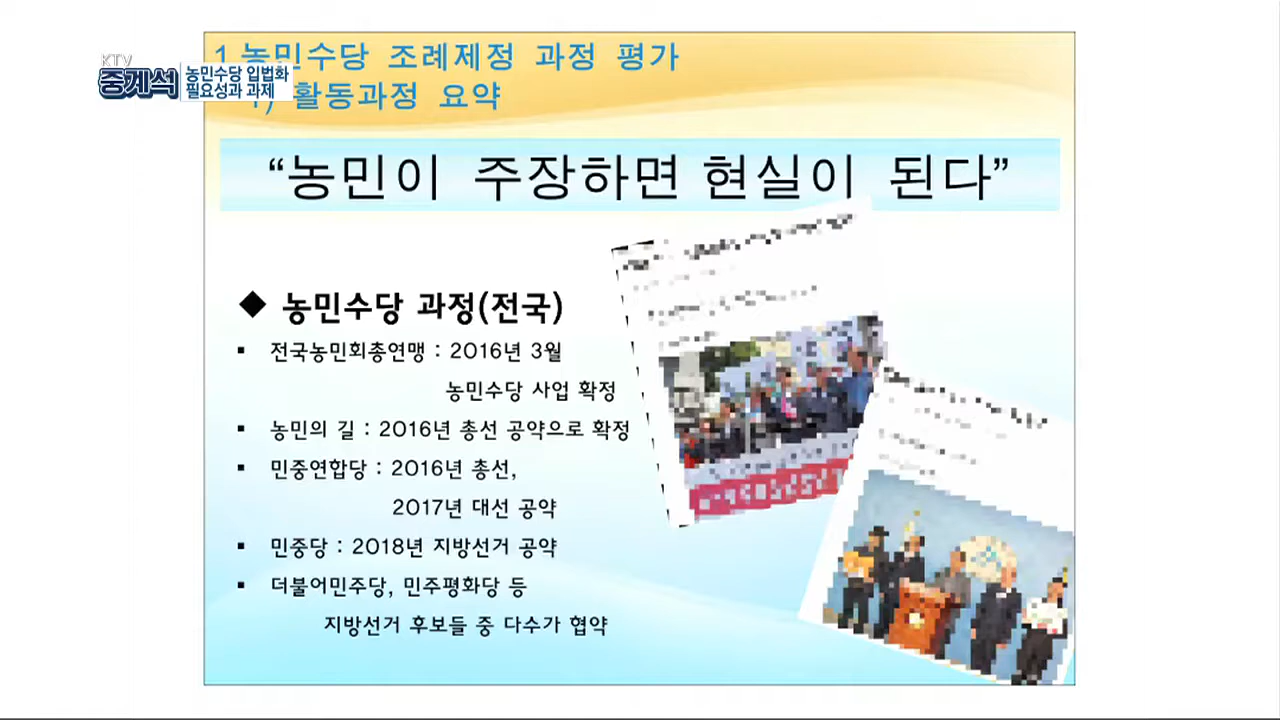 KTV
중계석
농민수당 입법화
필요성과 과제
1.농민수당 조례제정 과정 평가
1) 활동과정 요약
“농민이 주장하면 현실이 된다”
◆ 농민수당 과정(전국)
▪ 전국농민회총연맹 : 2016년 3월
농민수당 사업 확정
▪ 농민의 길 : 2016년 총선 공약으로 확정
▪ 민중연합당 : 2016년 총선,
2017년 대선 공약
▪ 민중당 : 2018년 지방선거 공약
▪ 더불어민주당, 민주평화당 등
지방선거 후보들 중 다수가 협약